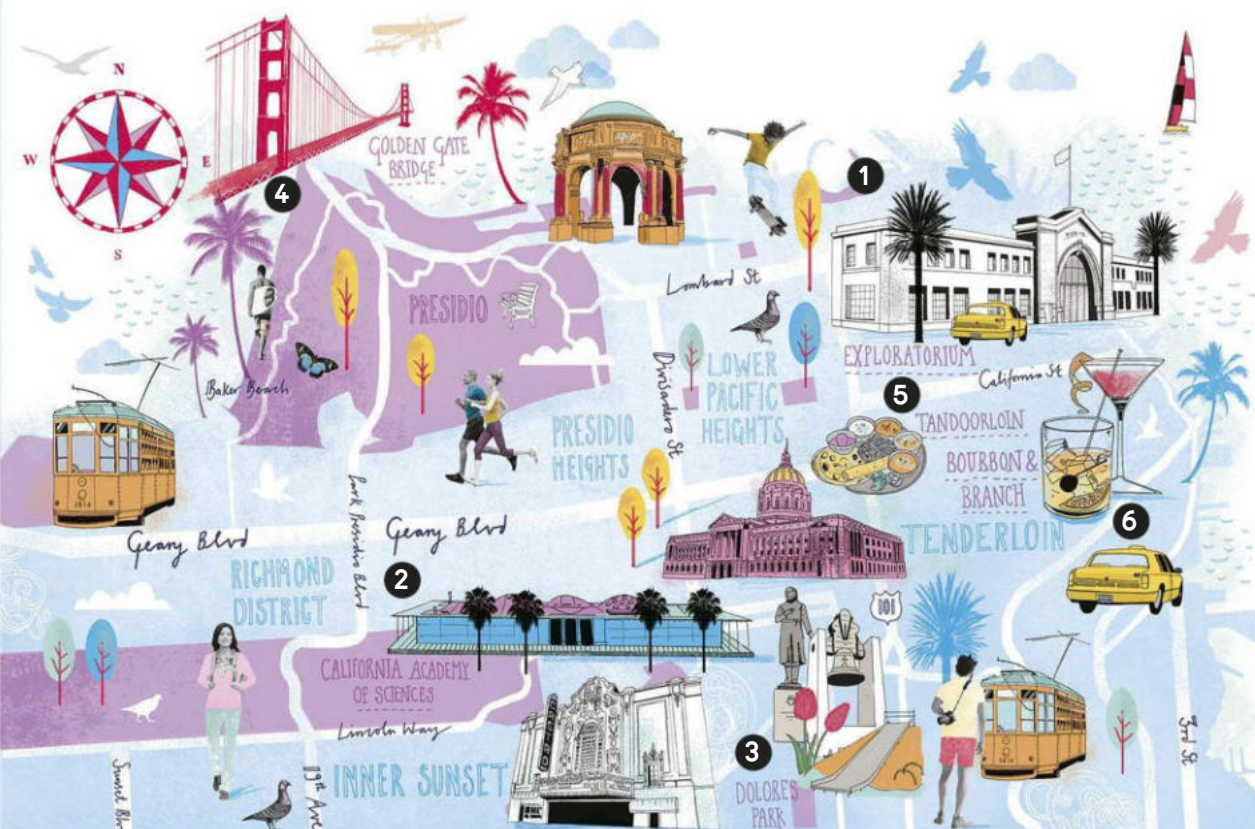 N
W
E
S
GOLDEN GATE
BRIDGE
4
1
PRESIDIO
Lombard St
Baker Beach
Divisadero St
LOWER
PACIFIC
HEIGHTS
EXPLORATORIUM
California St
5
TANDOORLOIN
BOURBON &
BRANCH
PRESIDIO
HEIGHTS
TENDERLOIN
6
Geary Blvd
Park Presidio Blvd
Geary Blvd
RICHMOND
DISTRICT
2
101
CALIFORNIA ACADEMY
OF SCIENCES
Lincoln Way
CASTRO
3
DOLORES
PARK
INNER SUNSET
Sunset Blv
19th Ave
3rd St